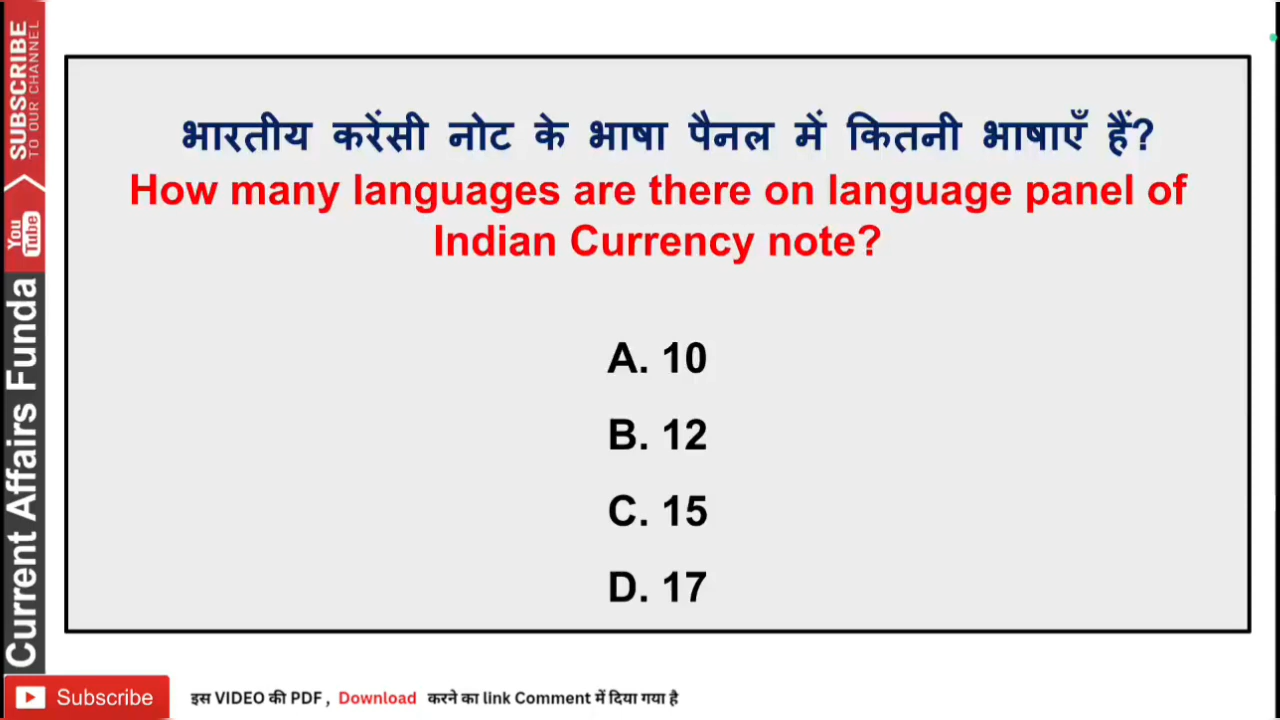 SUBSCRIBE
TO OUR CHANNEL
You
Tube
Current Affairs Funda
भारतीय करेंसी नोट के भाषा पैनल में कितनी भाषाएँ हैं?
How many languages are there on language panel of
Indian Currency note?
A. 10
B. 12
C. 15
D. 17
Subscribe
इस VIDEO की PDF , Download करने का link Comment में दिया गया है